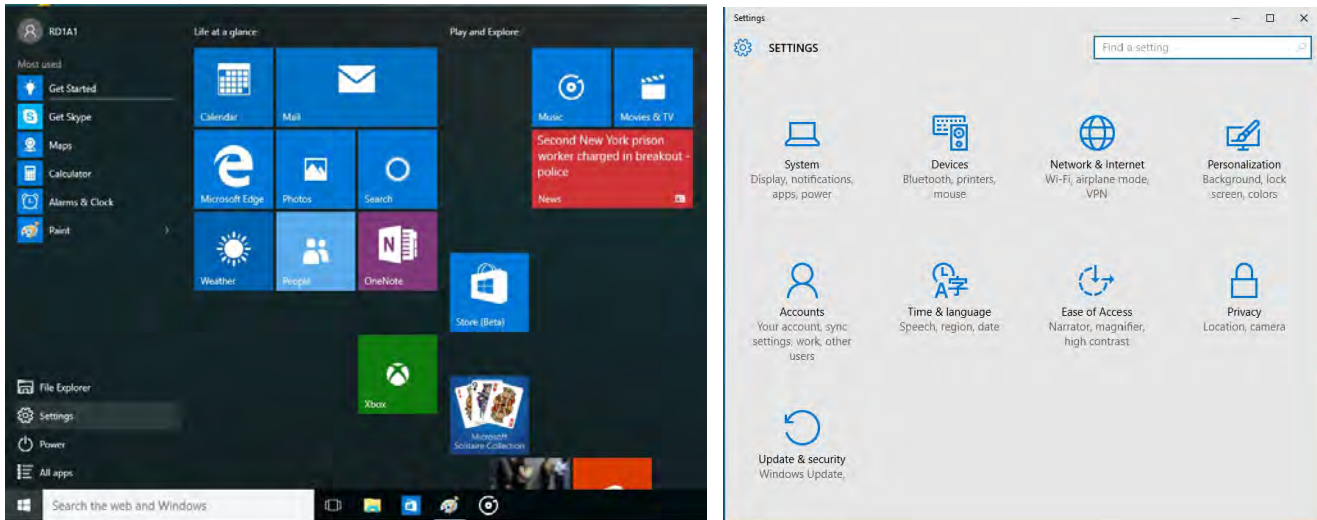 RD1A1
Most used
Get Started
Get Skype
Maps
Calculator
Alarms & Clock
Paint
File Explorer
Settings
Power
All apps
Search the web and Windows
Life at a glance
Calendar
Mail
Microsoft Edge
Photos
Search
Weather
People
OneNote
Xbox
Play and Explore
Music
Movies & TV
Second New York prison
worker charged in breakout -
police
News
Store (Beta)
Microsoft
Solitaire Collection
Settings
SETTINGS
Find a setting
System
Display, notifications,
apps, power
Devices
Bluetooth, printers,
mouse
Network & Internet
Wi-Fi, airplane mode,
VPN
Personalization
Background, lock
screen, colors
Accounts
Your account, sync
settings, work, other
users
Time & language
Speech, region, date
Ease of Access
Narrator, magnifier,
high contrast
Privacy
Location, camera
Update & security
Windows Update,